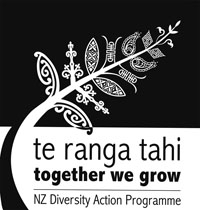 te ranga tahi
together we grow
NZ Diversity Action Programme